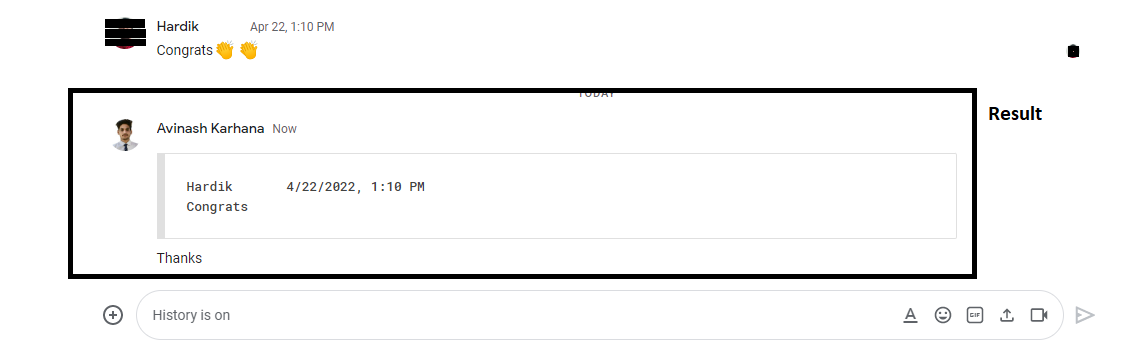 Hardik Apr 22, 1:10 PM
Congrats👏 👏
TODAY
Result
Avinash Karhana Now
Hardik 4/22/2022, 1:10 PM
Congrats
Thanks
History is on
GIF